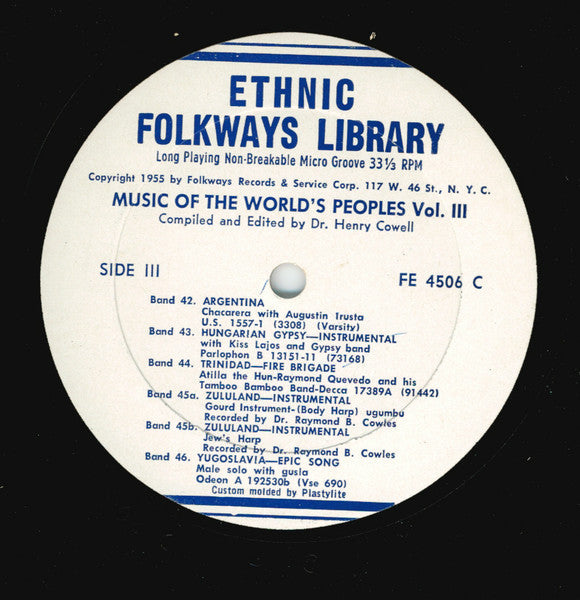 ETHNIC
FOLKWAYS LIBRARY
Long Playing Non-Breakable Micro Groove 33⅓ RPM
Copyright 1955 by Folkways Records & Service Corp. 117 W. 46 St., N. Y. C.
MUSIC OF THE WORLD'S PEOPLES Vol. III
Compiled and Edited by Dr. Henry Cowell
SIDE III
FE 4506 C
Band 42. ARGENTINA
Chacarera with Augustin Irusta
U.S. 1557-1 (3308) (Varsity)
Band 43. HUNGARIAN GYPSY—INSTRUMENTAL
with Kiss Lajos and Gypsy band
Parlophon B 13151-11 (73168)
Band 44. TRINIDAD—FIRE BRIGADE
Atilla the Hun-Raymond Quevedo and his
Tamboo Bamboo Band-Decca 17389A (91442)
Band 45a. ZULULAND—INSTRUMENTAL
Gourd Instrument-(Body Harp) ugumbú
Recorded by Dr. Raymond B. Cowles
Band 45b. ZULULAND—INSTRUMENTAL
Jew's Harp
Recorded by Dr. Raymond B. Cowles
Band 46. YUGOSLAVIA—EPIC SONG
Male solo with gusla
Odeon A 192530b (Vse 690)
Custom molded by Plastylite